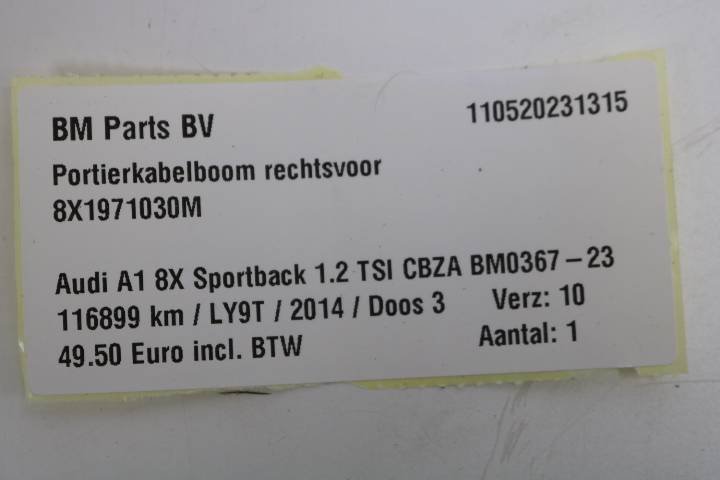 BM Parts BV 110520231315
Portierkabelboom rechtsvoor
8X1971030M
Audi A1 8X Sportback 1.2 TSI CBZA BM0367-23
116899 km / LY9T / 2014 / Doos 3 Verz: 10
49.50 Euro incl. BTW Aantal: 1